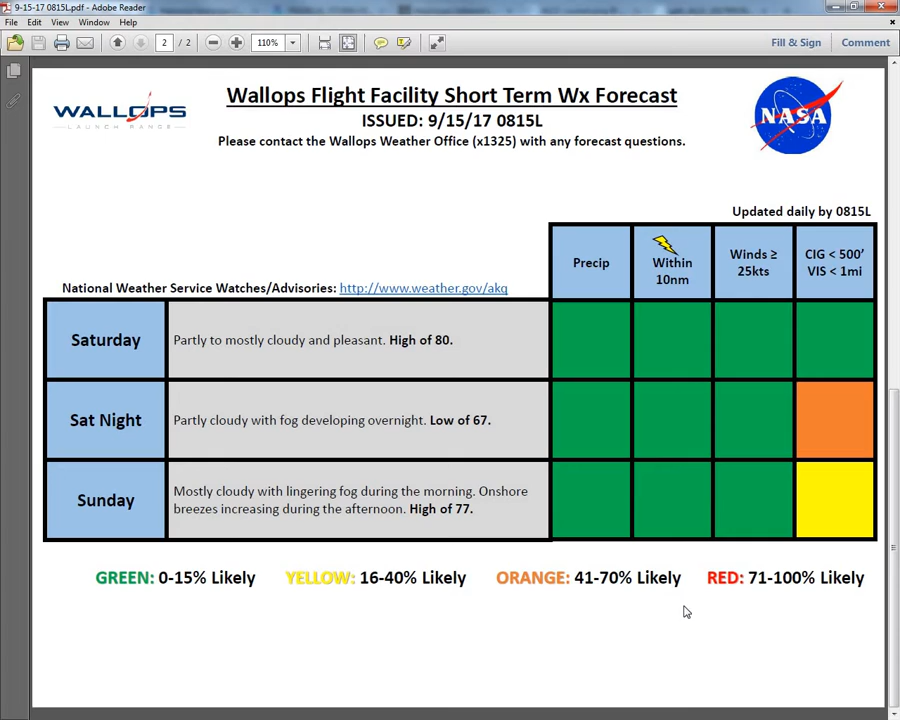 9-15-17 0815L.pdf - Adobe Reader
File Edit View Window Help
2 / 2 110% Fill & Sign Comment
WALLOPS
LAUNCH RANGE
Wallops Flight Facility Short Term Wx Forecast
ISSUED: 9/15/17 0815L
Please contact the Wallops Weather Office (x1325) with any forecast questions.
NASA
Updated daily by 0815L
National Weather Service Watches/Advisories: http://www.weather.gov/akq
Precip
Within
10nm
Winds ≥
25kts
CIG < 500’
VIS < 1mi
Saturday
Partly to mostly cloudy and pleasant. High of 80.
Sat Night
Partly cloudy with fog developing overnight. Low of 67.
Sunday
Mostly cloudy with lingering fog during the morning. Onshore
breezes increasing during the afternoon. High of 77.
GREEN: 0-15% Likely YELLOW: 16-40% Likely ORANGE: 41-70% Likely RED: 71-100% Likely